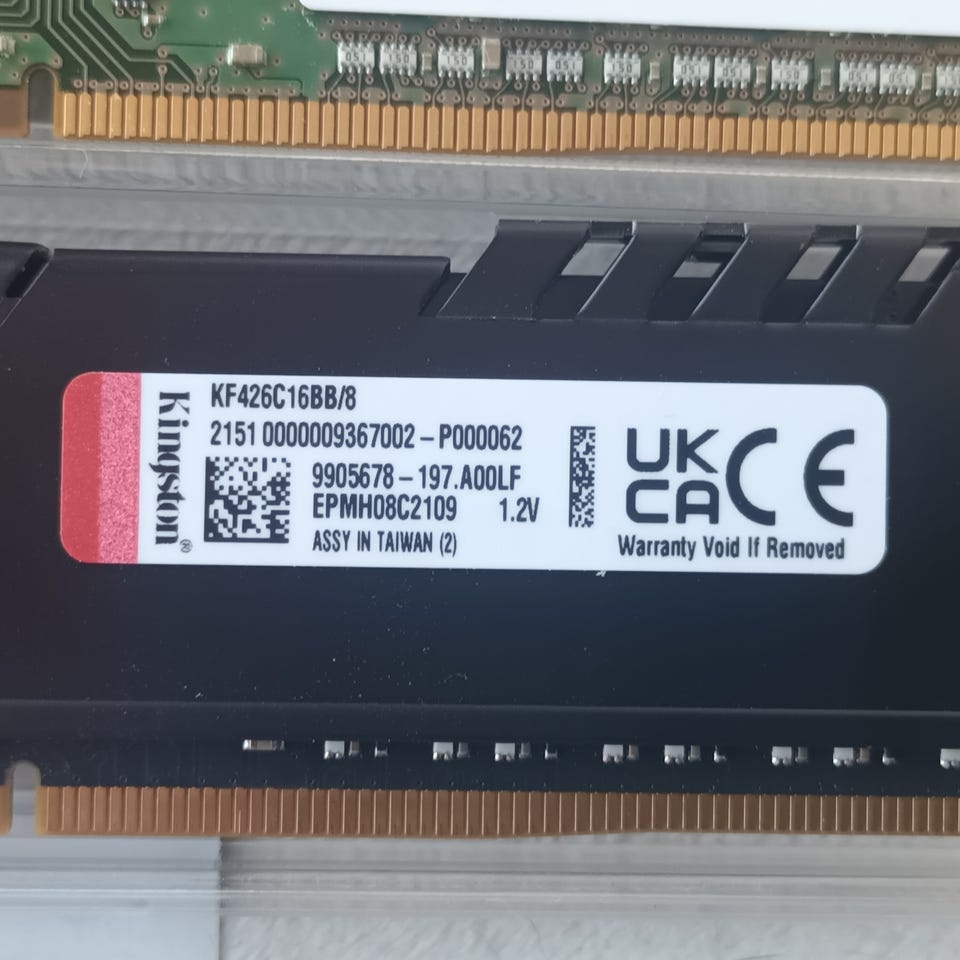 Kingston®
KF426C16BB/8
2151 0000009367002 - P000062
9905678 - 197.A00LF
EPMH08C2109 1.2V
ASSY IN TAIWAN (2)
UK
CA CE
Warranty Void If Removed